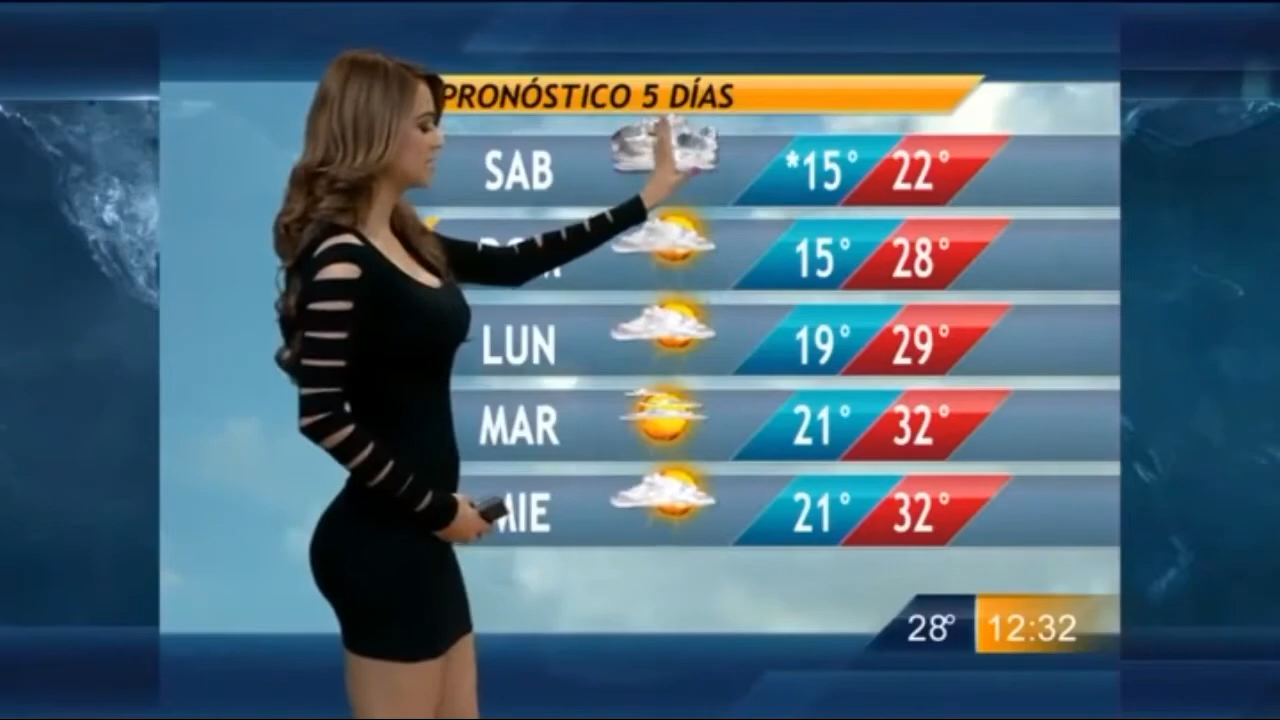 PRONÓSTICO 5 DÍAS
SAB *15° 22°
15° 28°
LUN 19° 29°
MAR 21° 32°
MIE 21° 32°
28° 12:32